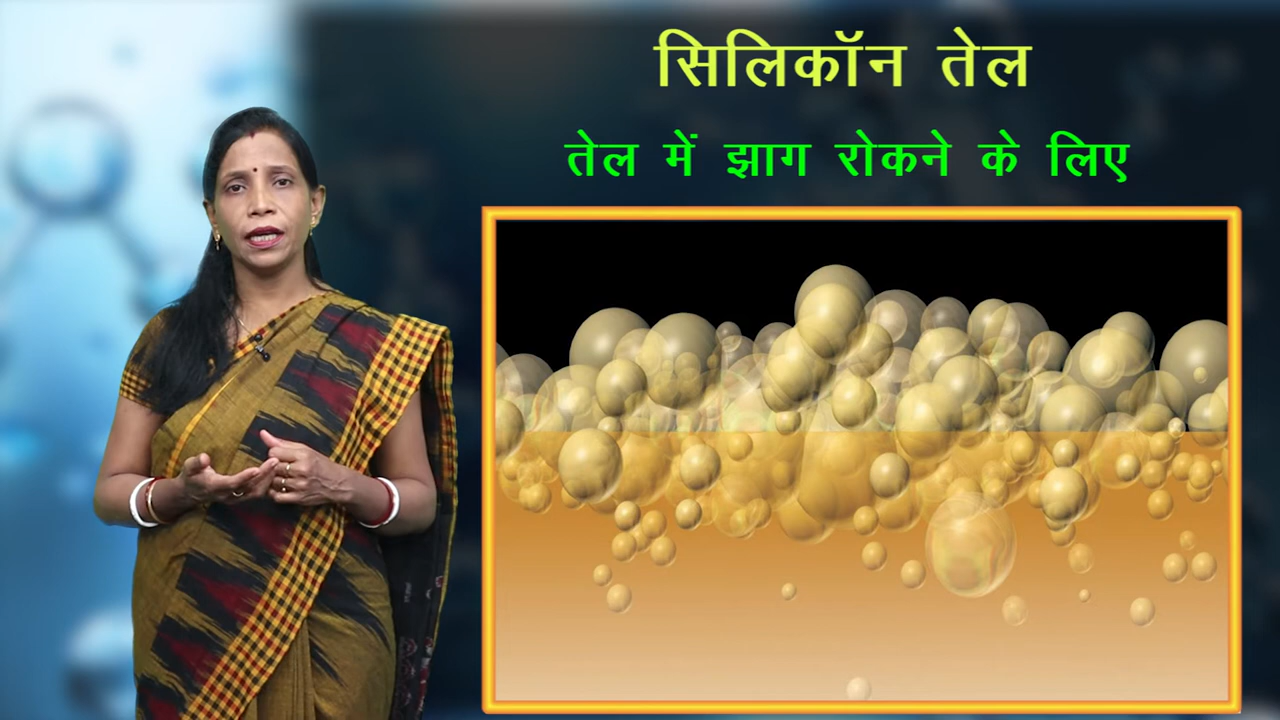 सिलिकॉन तेल
तेल में झाग रोकने के लिए